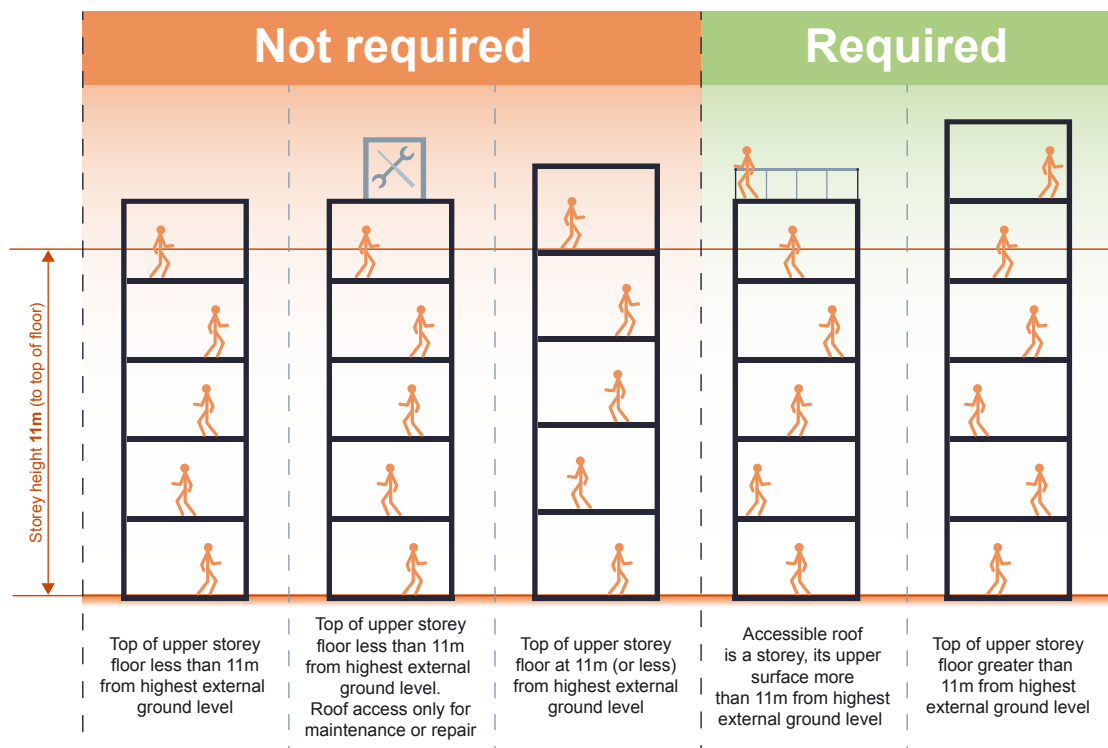 Not required
Required
Storey height 11m (to top of floor)
Top of upper storey
floor less than 11m
from highest external
ground level
Top of upper storey
floor less than 11m
from highest external
ground level.
Roof access only for
maintenance or repair
Top of upper storey
floor at 11m (or less)
from highest external
ground level
Accessible roof
is a storey, its upper
surface more
than 11m from highest
external ground level
Top of upper storey
floor greater than
11m from highest
external ground level